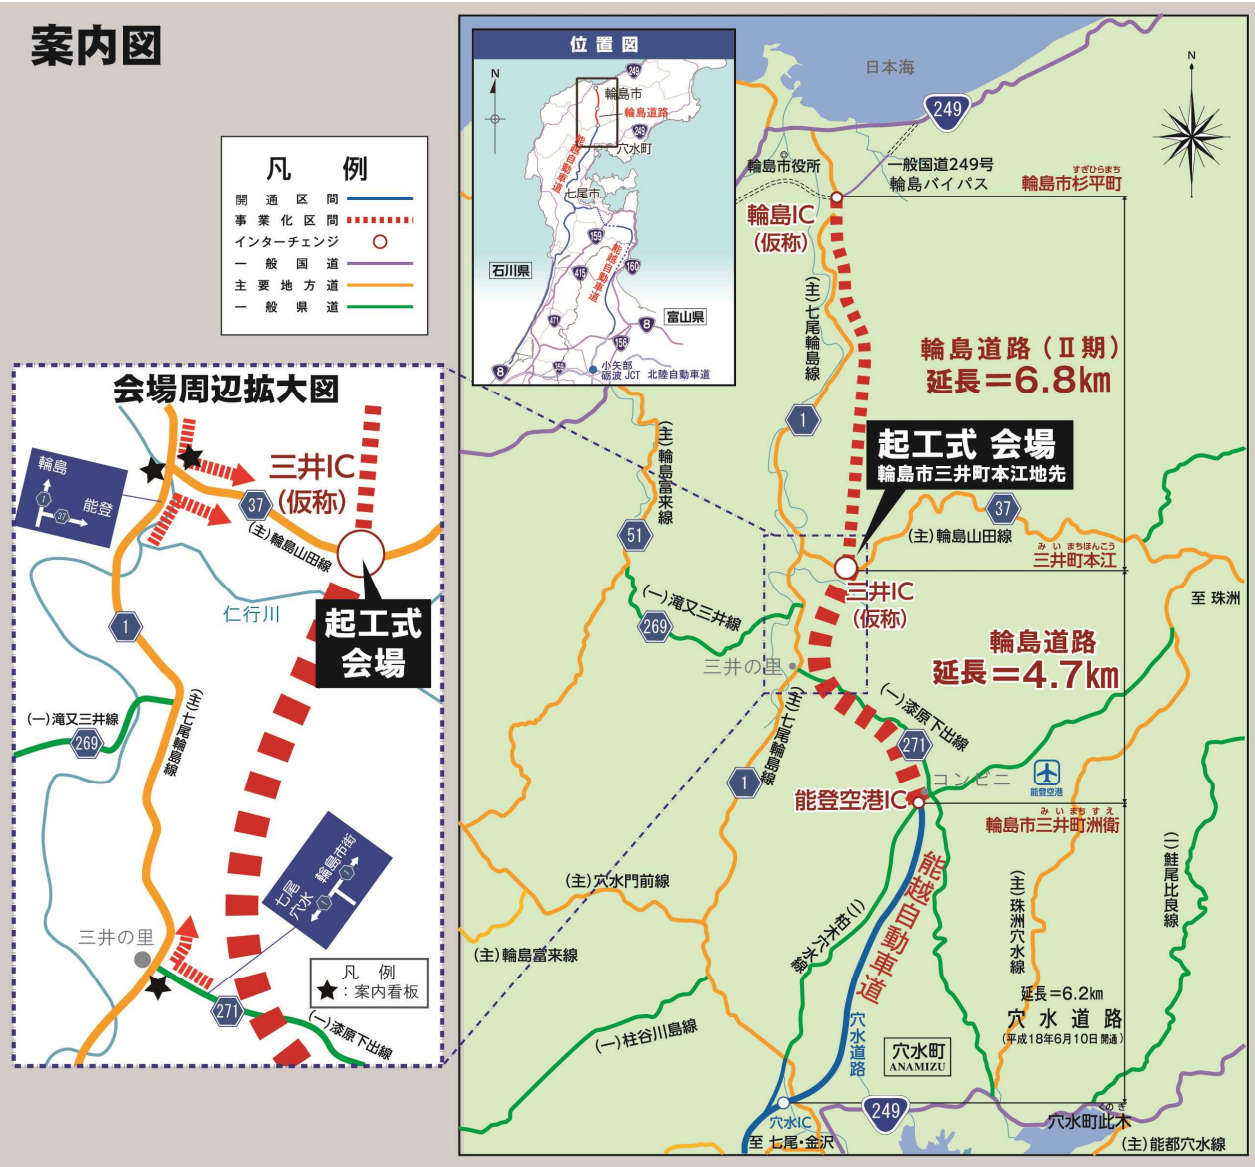 案内図
凡 例
開通区間
事業化区間
インターチェンジ
一般国道
主要地方道
一般県道
位置図
N
249
輪島市
輪島道路
249
穴水町
能越自動車道
七尾市
159
能越自動車道
160
415
石川県
富山県
471
8
156
359
8
小矢部
砺波JCT
北陸自動車道
日本海
249
N
輪島市役所
一般国道249号
輪島バイパス
すぎひらまち
輪島市杉平町
輪島IC
(仮称)
(主)七尾輪島線
輪島道路(Ⅱ期)
延長=6.8km
1
起工式 会場
輪島市三井町本江地先
(主)輪島富来線
51
37
(主)輪島山田線
みいまちほんこう
三井町本江
三井IC
(仮称)
至 珠洲
(一)滝又三井線
269
輪島道路
延長=4.7km
三井の里
(一)漆原下出線
271
(主)七尾輪島線
1
コンビニ
能登空港
能登空港IC
みいまちすえ
輪島市三井町洲衛
(主)穴水門前線
能越自動車道
(一)柏木穴水線
(主)珠洲穴水線
(一)鮭尾比良線
(主)輪島富来線
延長=6.2km
穴水道路
(平成18年6月10日開通)
(一)柱谷川島線
穴水道路
穴水町
ANAMIZU
249
穴水IC
至 七尾・金沢
くのぎ
穴水町此木
(主)能都穴水線
会場周辺拡大図
輪島
能登
1
37
三井IC
(仮称)
37
(主)輪島山田線
仁行川
起工式
会場
1
(一)滝又三井線
269
(主)七尾輪島線
輪島市街
七尾
穴水
1
1
三井の里
凡 例
★:案内看板
271
(一)漆原下出線